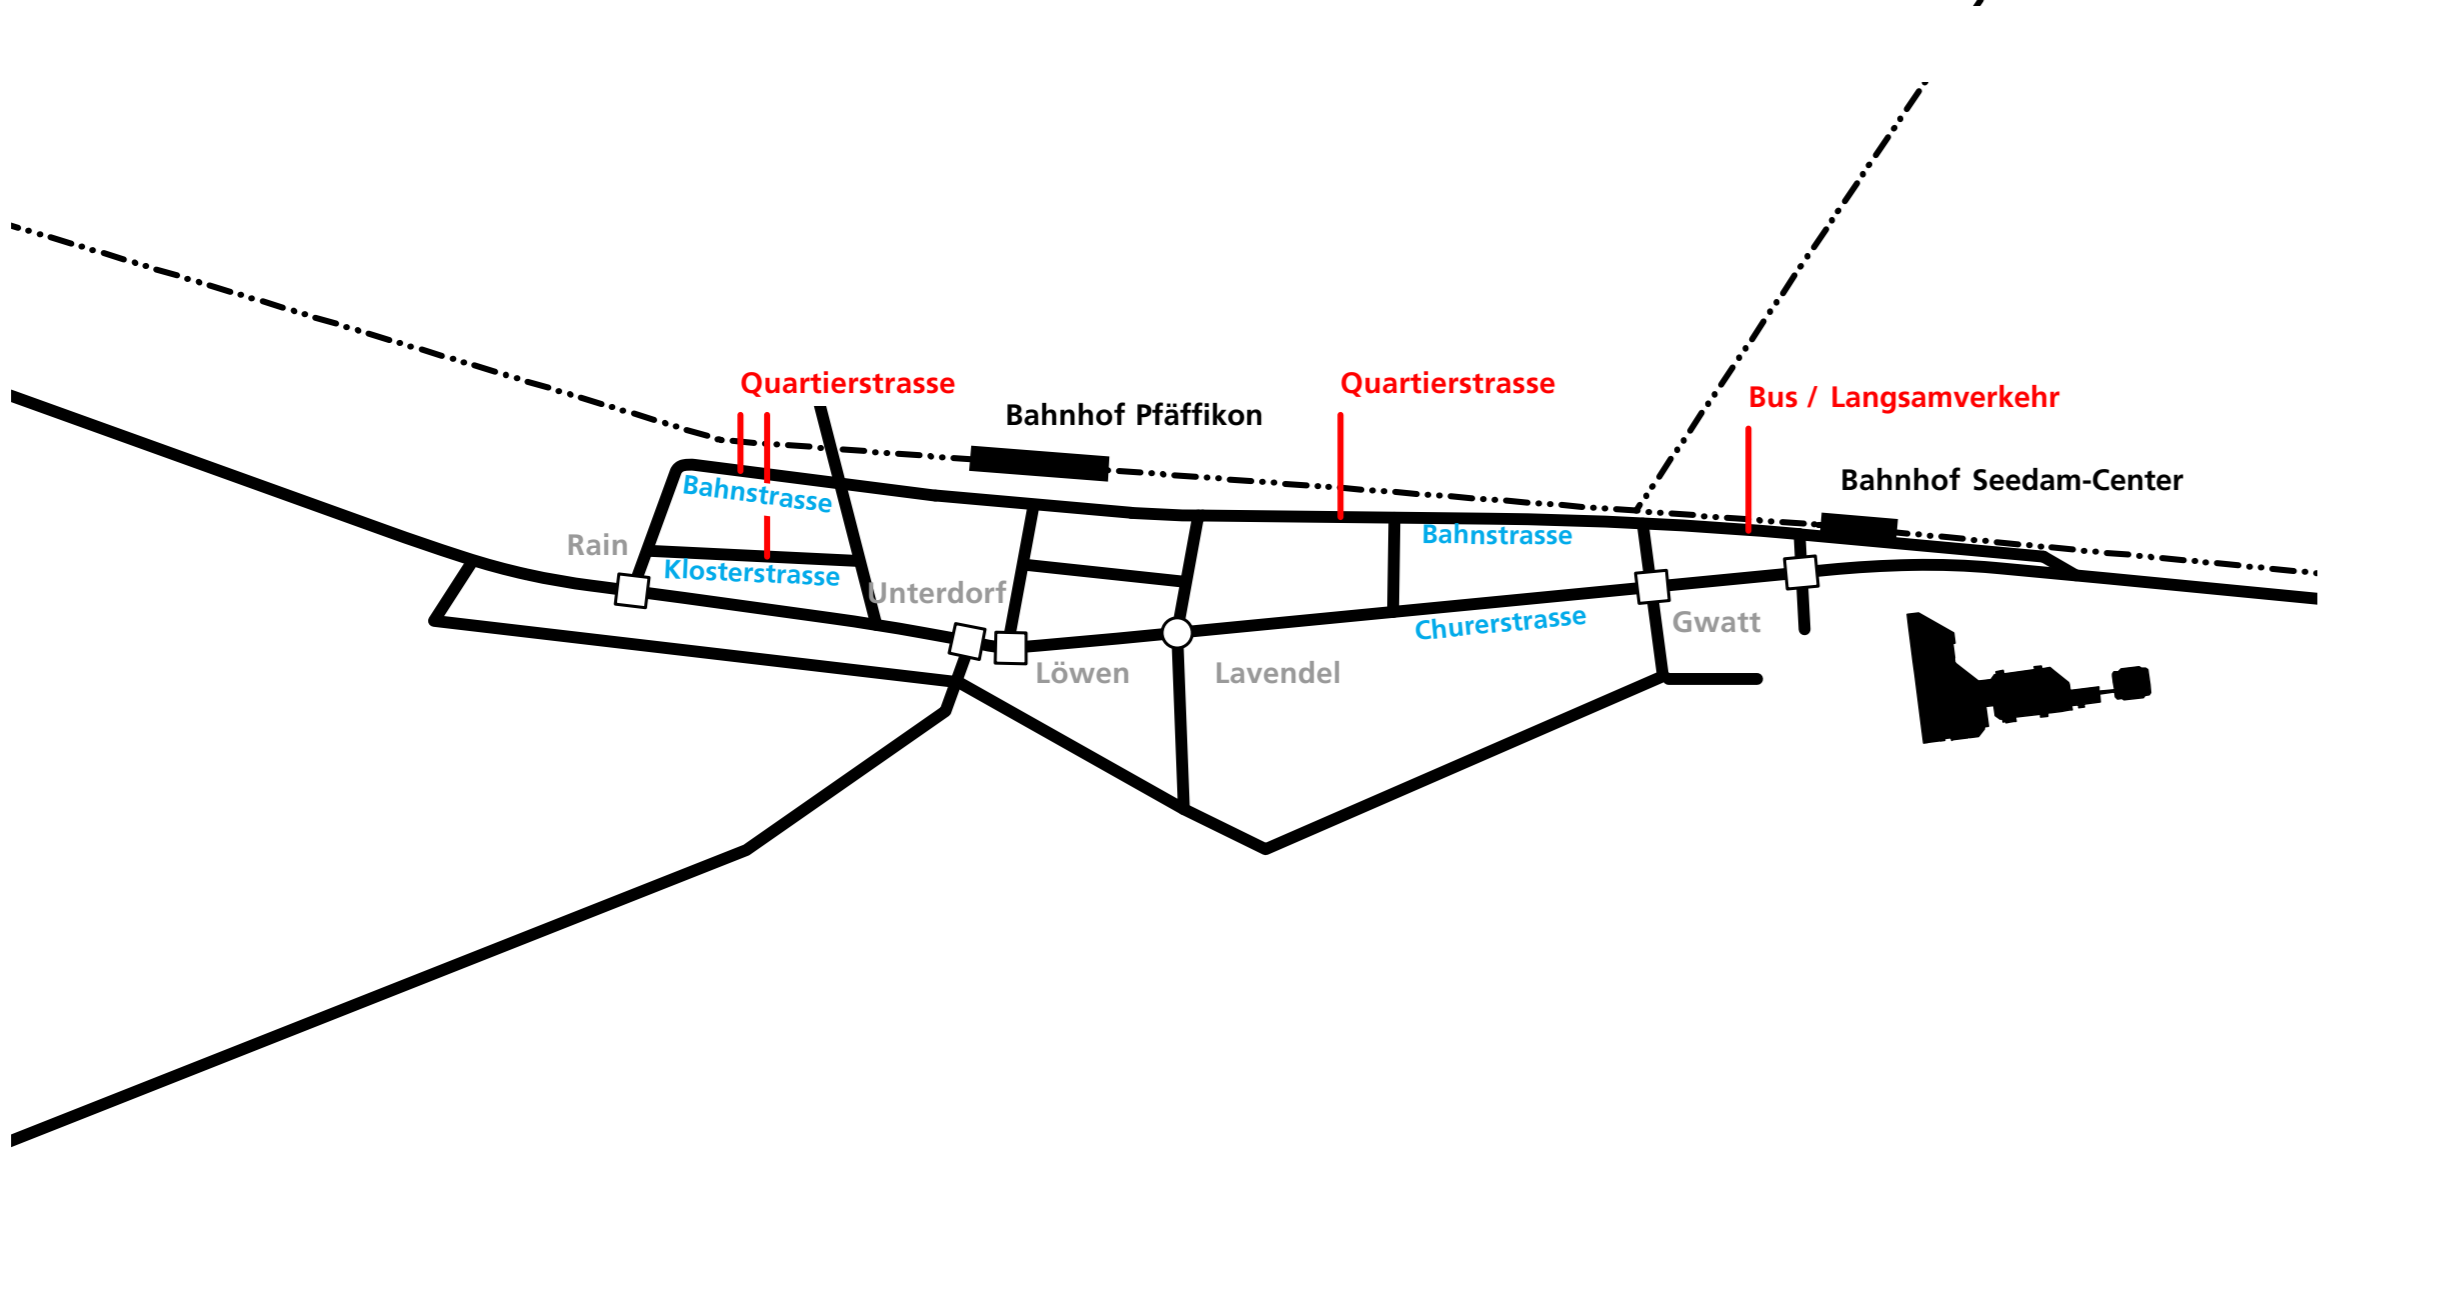 Quartierstrasse
Quartierstrasse
Bus / Langsamverkehr
Bahnhof Pfäffikon
Bahnhof Seedam-Center
Bahnstrasse
Bahnstrasse
Rain
Klosterstrasse
Unterdorf
Churerstrasse
Gwatt
Löwen
Lavendel